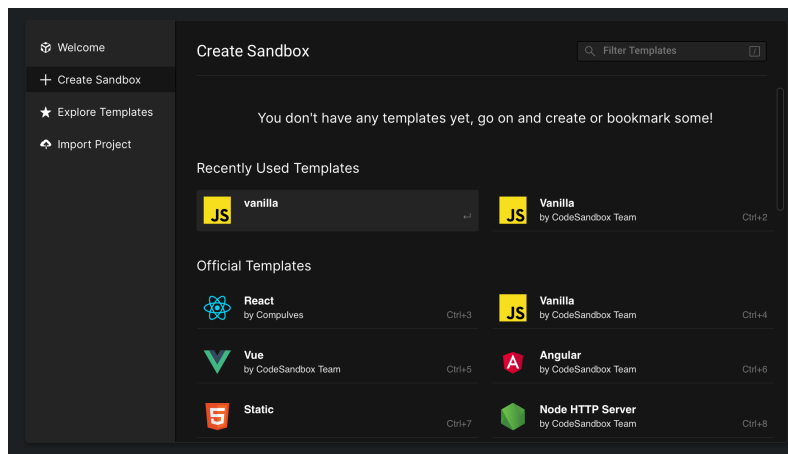 Welcome
Create Sandbox
Explore Templates
Import Project
Create Sandbox
Filter Templates
/
You don't have any templates yet, go on and create or bookmark some!
Recently Used Templates
JS
vanilla
JS
Vanilla
by CodeSandbox Team
Ctrl+2
Official Templates
React
by Compulves
Ctrl+3
JS
Vanilla
by CodeSandbox Team
Ctrl+4
Vue
by CodeSandbox Team
Ctrl+5
A
Angular
by CodeSandbox Team
Ctrl+6
5
Static
Ctrl+7
Node HTTP Server
by CodeSandbox Team
Ctrl+8